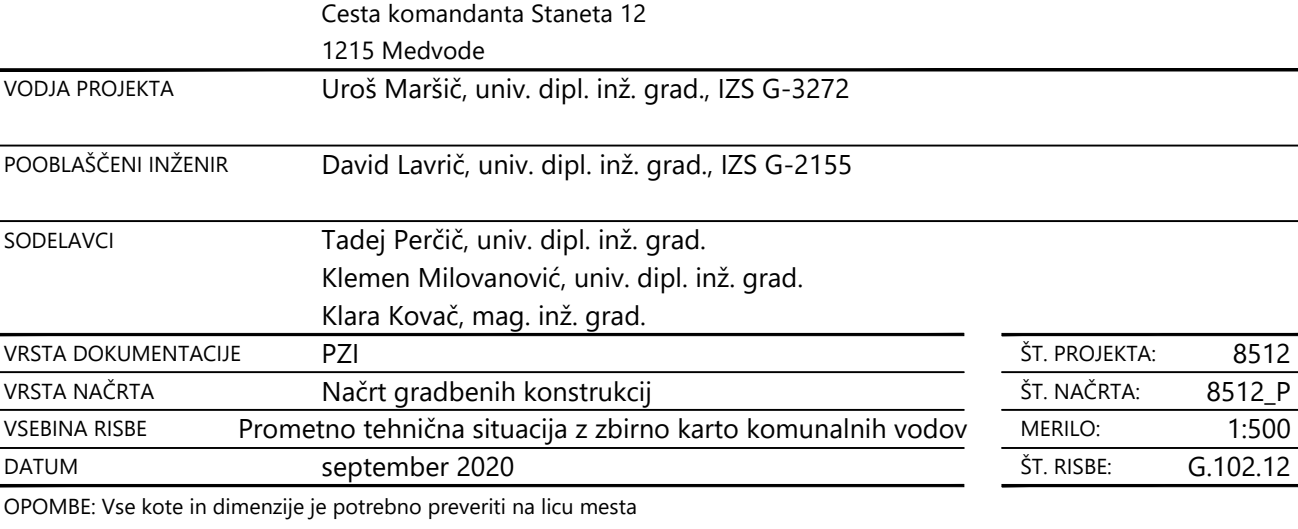 Cesta komandanta Staneta 12
1215 Medvode
VODJA PROJEKTA Uroš Maršič, univ. dipl. inž. grad., IZS G-3272
POOBLAŠČENI INŽENIR David Lavrič, univ. dipl. inž. grad., IZS G-2155
SODELAVCI Tadej Perčič, univ. dipl. inž. grad.
Klemen Milovanović, univ. dipl. inž. grad.
Klara Kovač, mag. inž. grad.
VRSTA DOKUMENTACIJE PZI ŠT. PROJEKTA: 8512
VRSTA NAČRTA Načrt gradbenih konstrukcij ŠT. NAČRTA: 8512_P
VSEBINA RISBE Prometno tehnična situacija z zbirno karto komunalnih vodov MERILO: 1:500
DATUM september 2020 ŠT. RISBE: G.102.12
OPOMBE: Vse kote in dimenzije je potrebno preveriti na licu mesta